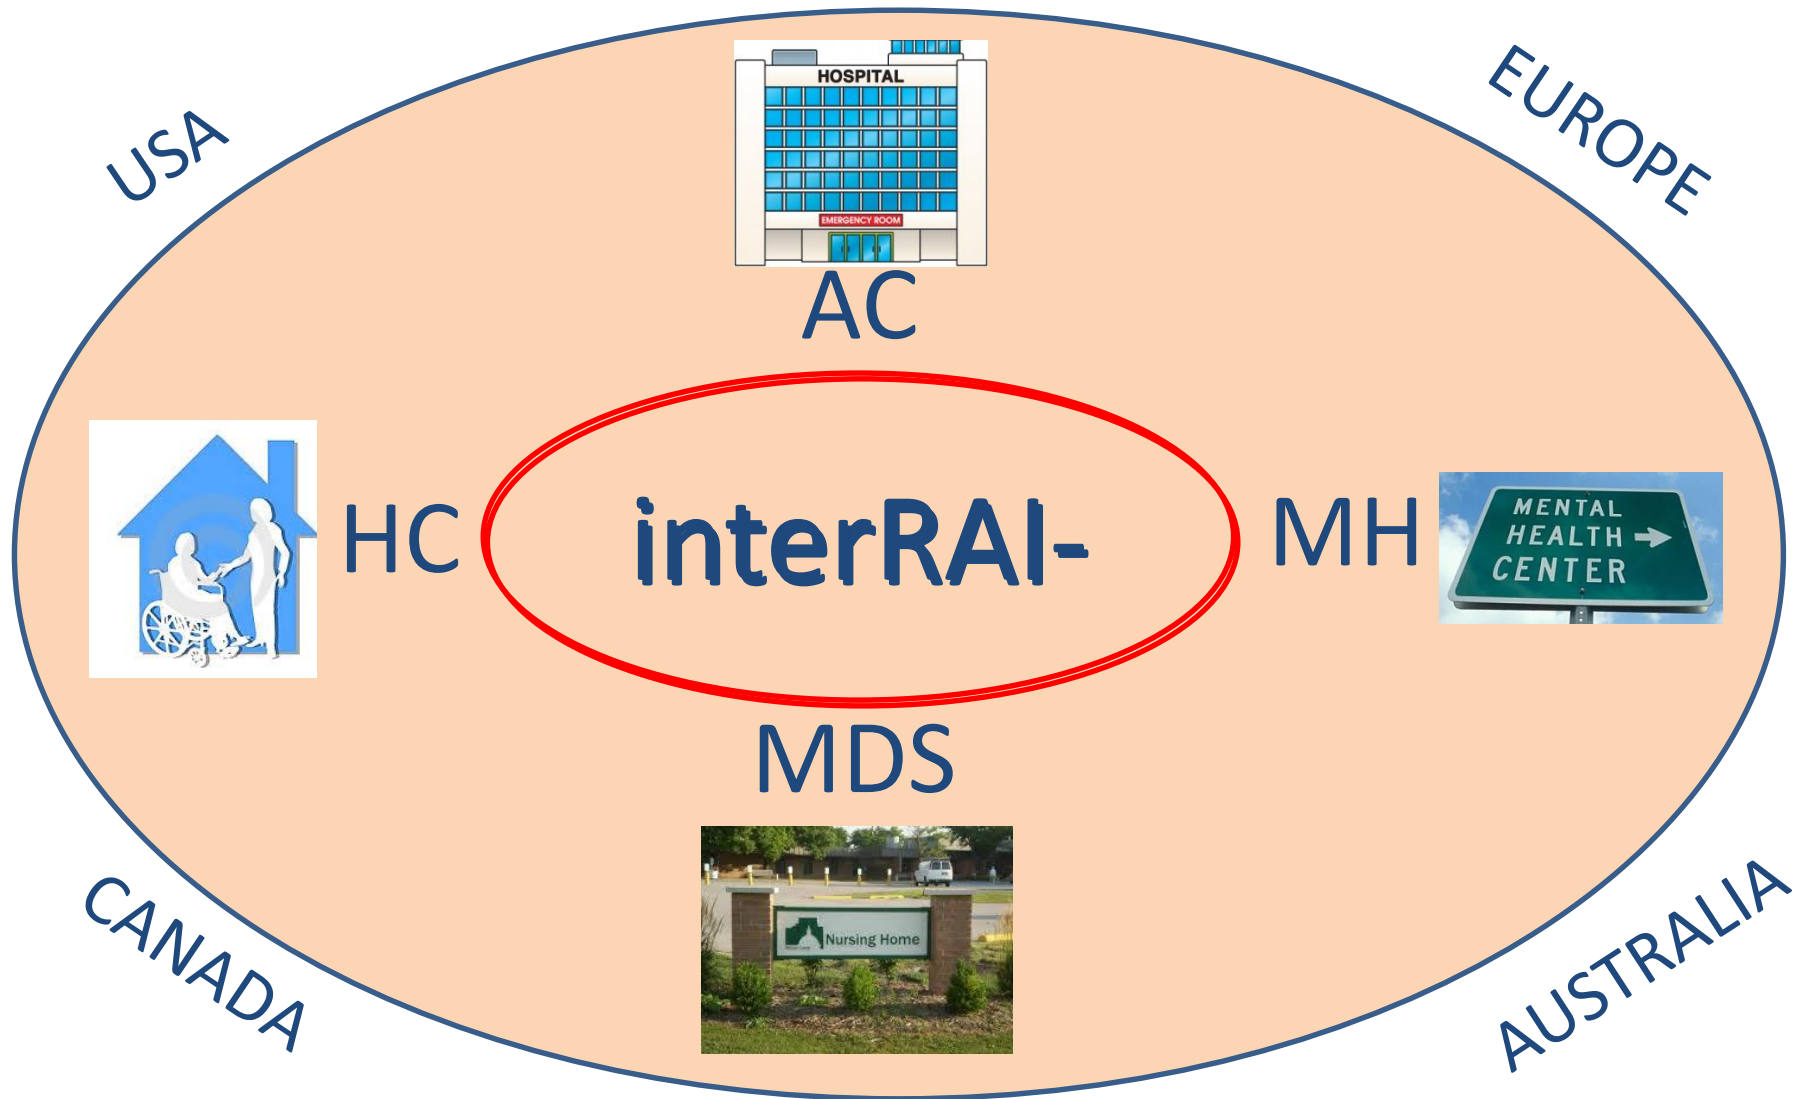 USA
EUROPE
HOSPITAL
EMERGENCY ROOM
AC
HC
interRAI-
MH
MENTAL
HEALTH →
CENTER
MDS
Nursing Home
CANADA
AUSTRALIA